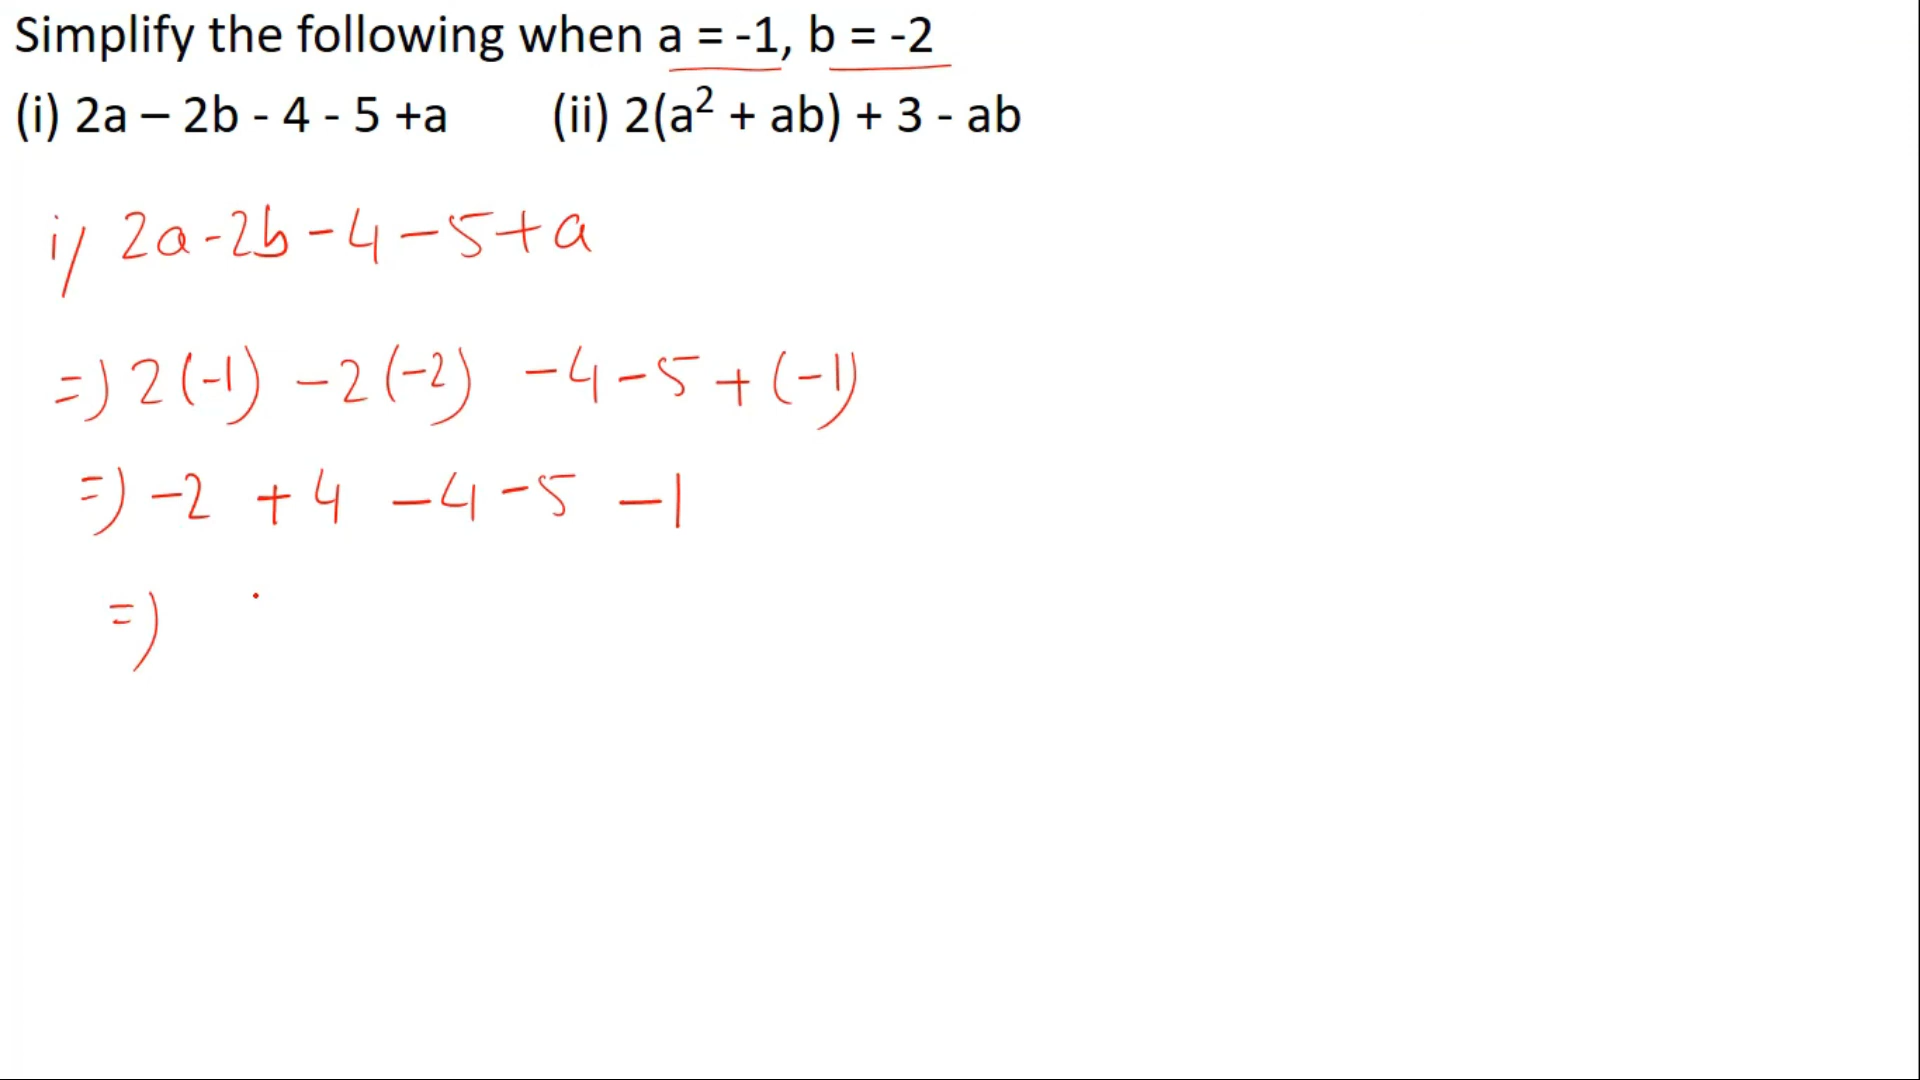 Simplify the following when a = -1, b = -2
(i) 2a – 2b - 4 - 5 +a (ii) 2(a² + ab) + 3 - ab
i/ 2a-2b-4-5+a
=) 2(-1) -2(-2) -4-5+(-1)
=) -2 +4 -4-5 -1
=)